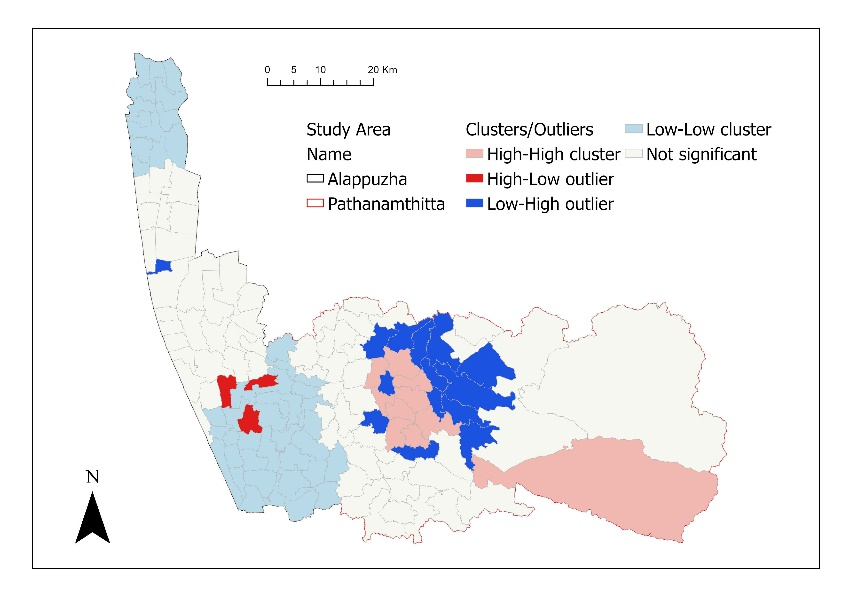 0 5 10 20 Km
Study Area Clusters/Outliers Low-Low cluster
Name High-High cluster Not significant
Alappuzha High-Low outlier
Pathanamthitta Low-High outlier
N